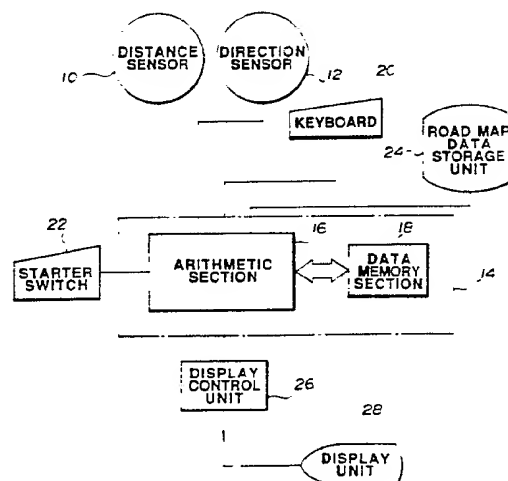 DISTANCE
SENSOR
10
DIRECTION
SENSOR
12
20
KEYBOARD
ROAD MAP
DATA
STORAGE
UNIT
24
22
STARTER
SWITCH
16
ARITHMETIC
SECTION
18
DATA
MEMORY
SECTION
14
DISPLAY
CONTROL
UNIT
26
28
DISPLAY
UNIT